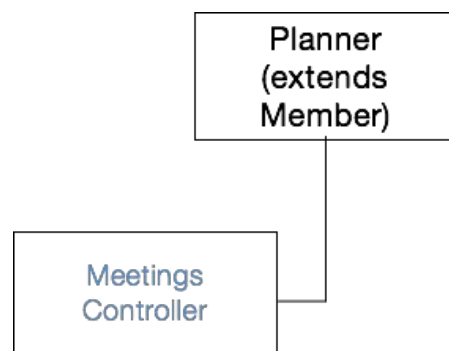 Planner
(extends
Member)
Meetings
Controller